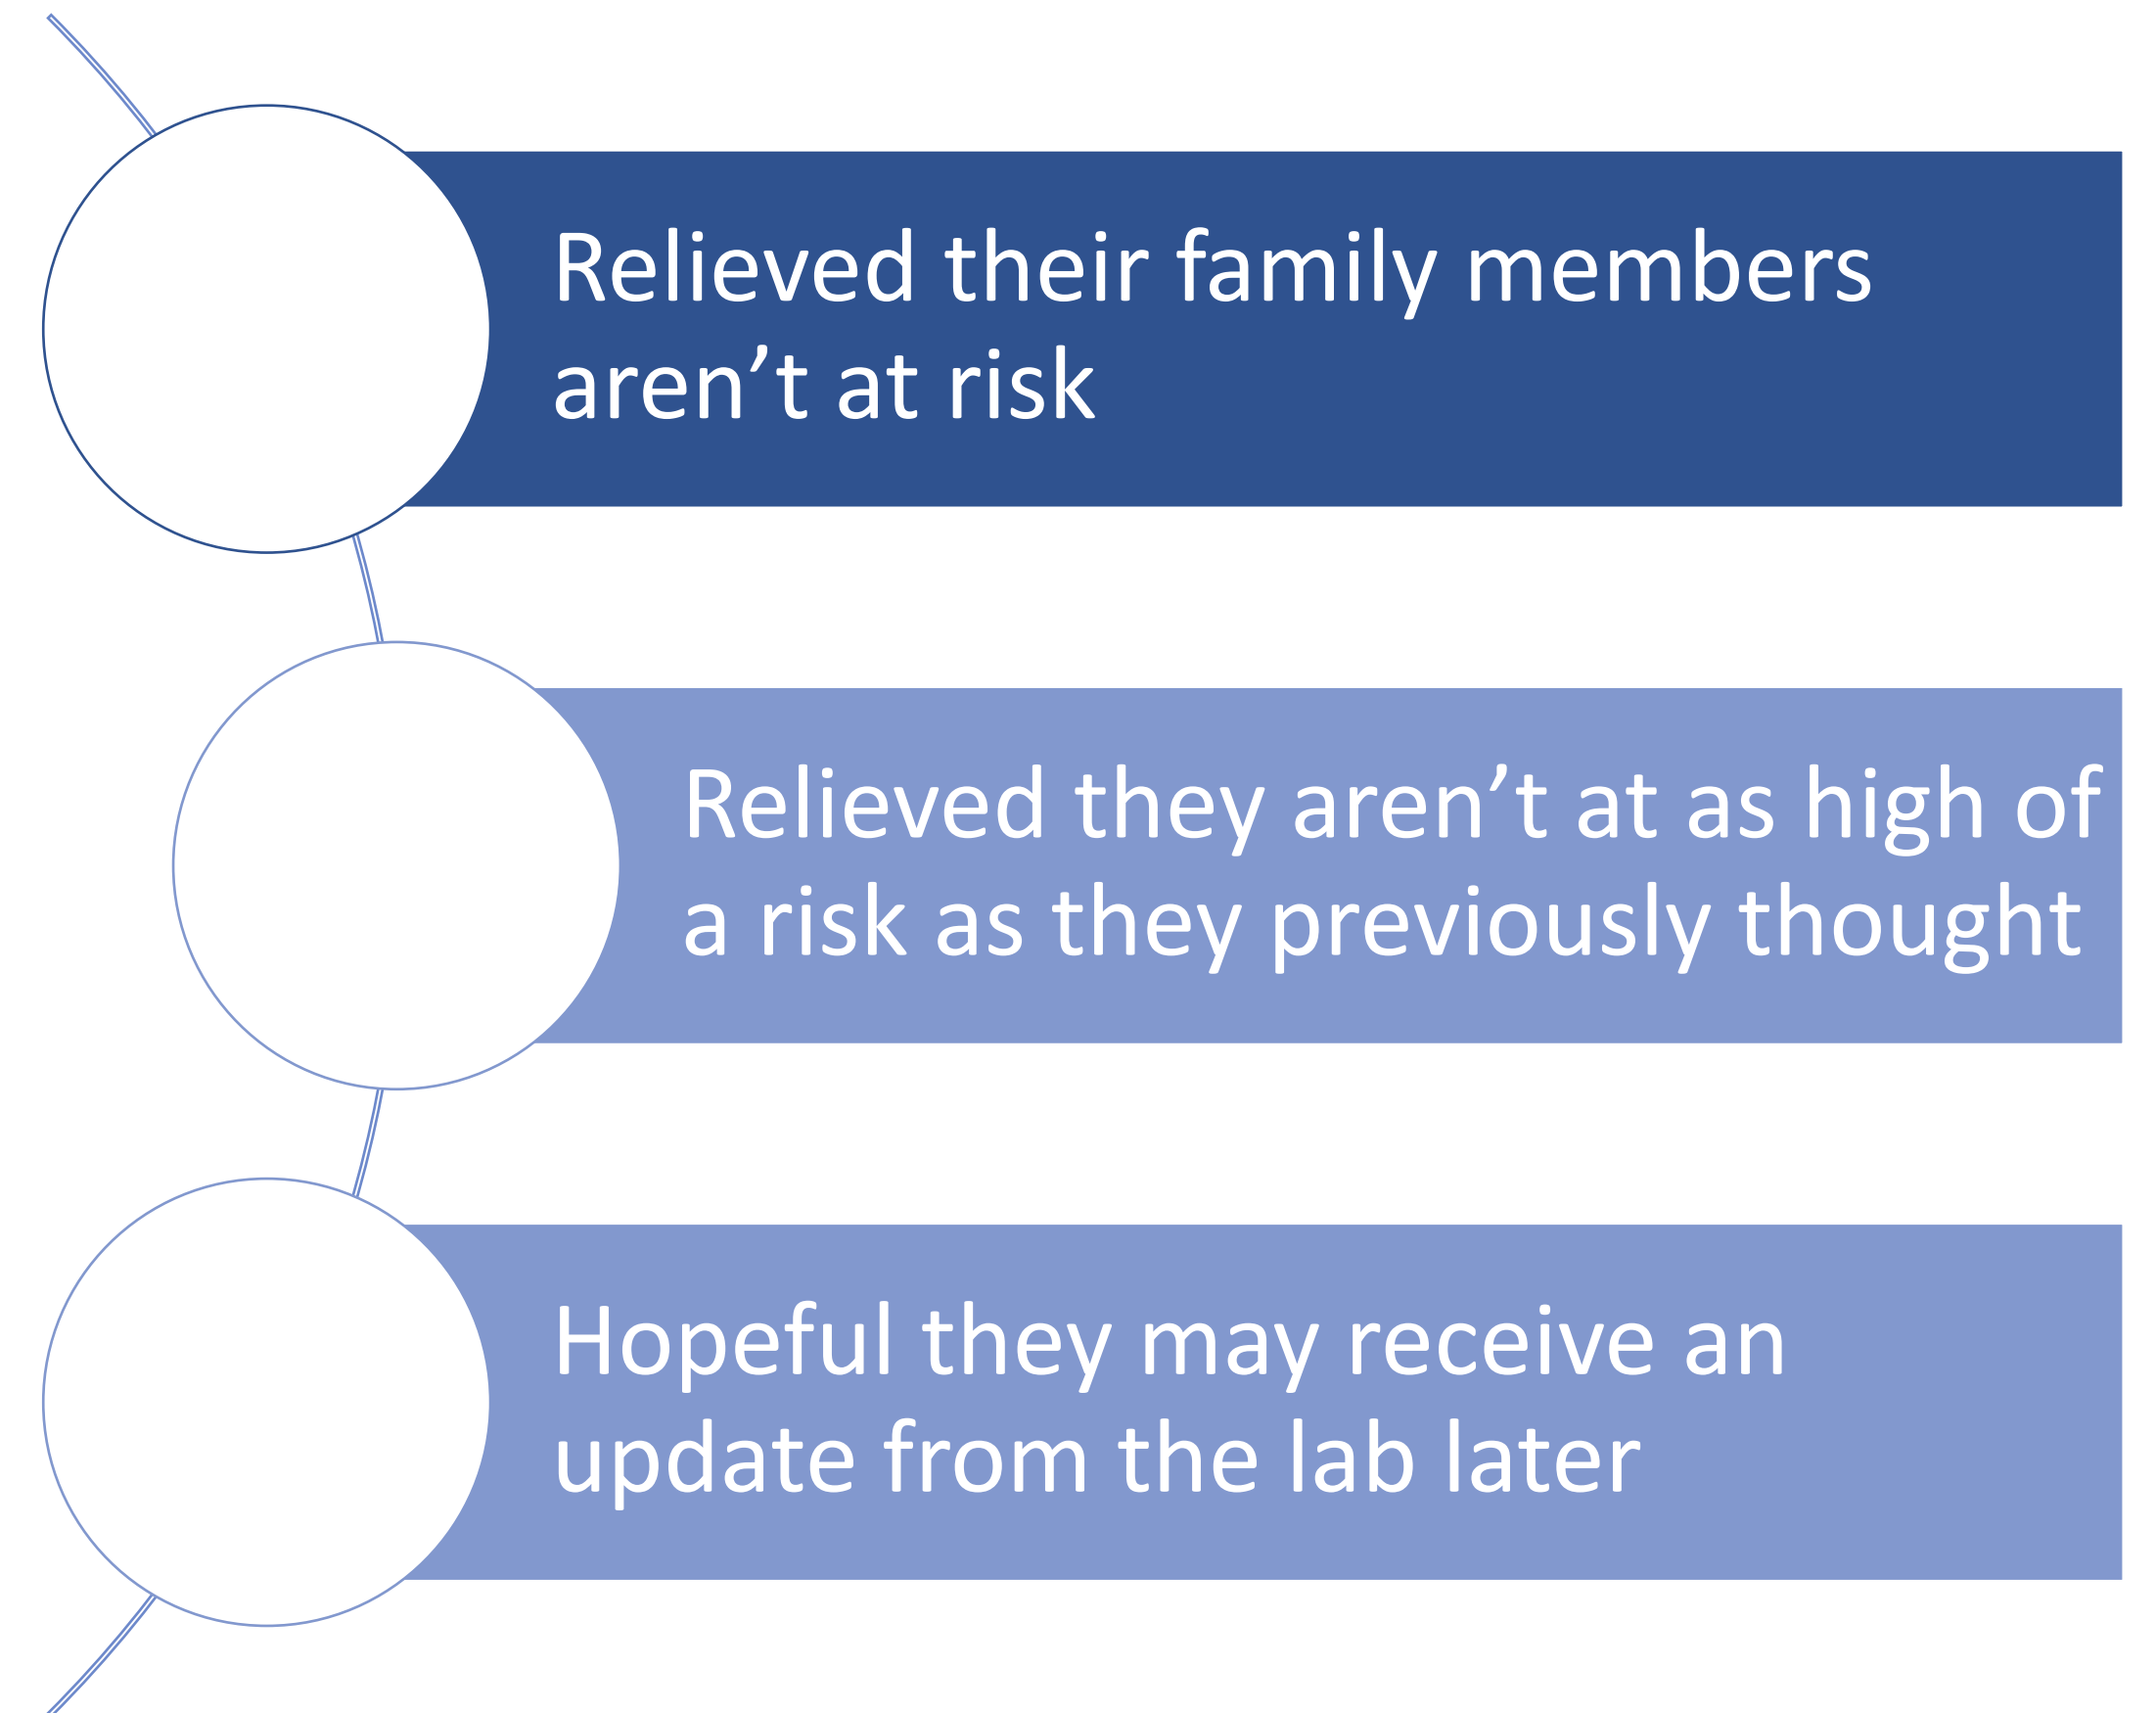 Relieved their family members
aren’t at risk
Relieved they aren’t at as high of
a risk as they previously thought
Hopeful they may receive an
update from the lab later